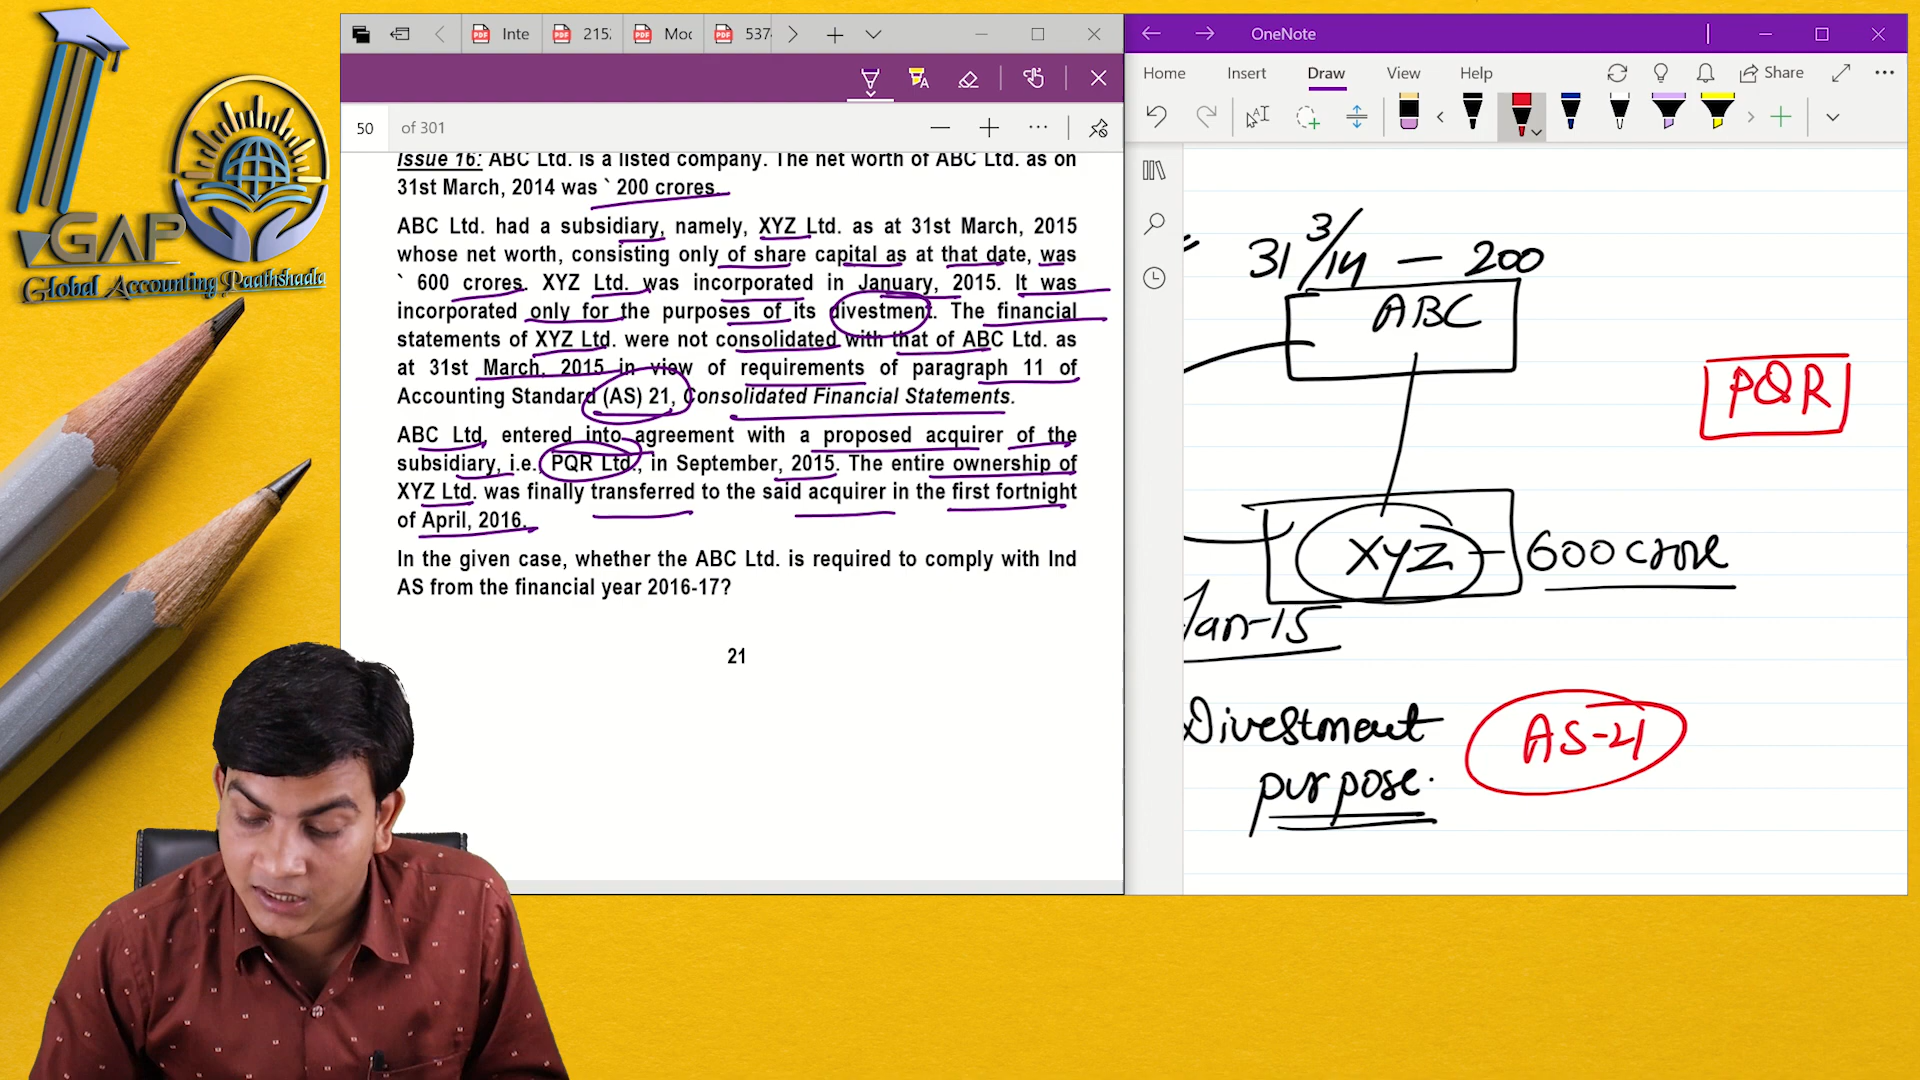 GAP
Global Accounting Paathshada
Inte
215
Moc
537
50 of 301
Issue 16: ABC Ltd. is a listed company. The net worth of ABC Ltd. as on
31st March, 2014 was ` 200 crores.
ABC Ltd. had a subsidiary, namely, XYZ Ltd. as at 31st March, 2015
whose net worth, consisting only of share capital as at that date, was
` 600 crores. XYZ Ltd. was incorporated in January, 2015. It was
incorporated only for the purposes of its divestment. The financial
statements of XYZ Ltd. were not consolidated with that of ABC Ltd. as
at 31st March, 2015 in view of requirements of paragraph 11 of
Accounting Standard (AS) 21, Consolidated Financial Statements.
ABC Ltd. entered into agreement with a proposed acquirer of the
subsidiary, i.e. PQR Ltd., in September, 2015. The entire ownership of
XYZ Ltd. was finally transferred to the said acquirer in the first fortnight
of April, 2016.
In the given case, whether the ABC Ltd. is required to comply with Ind
AS from the financial year 2016-17?
21
OneNote
Home Insert Draw View Help Share
31/3/14 — 200
ABC
PQR
XYZ - 600 crore
Jan-15
Divestment
purpose.
AS-21